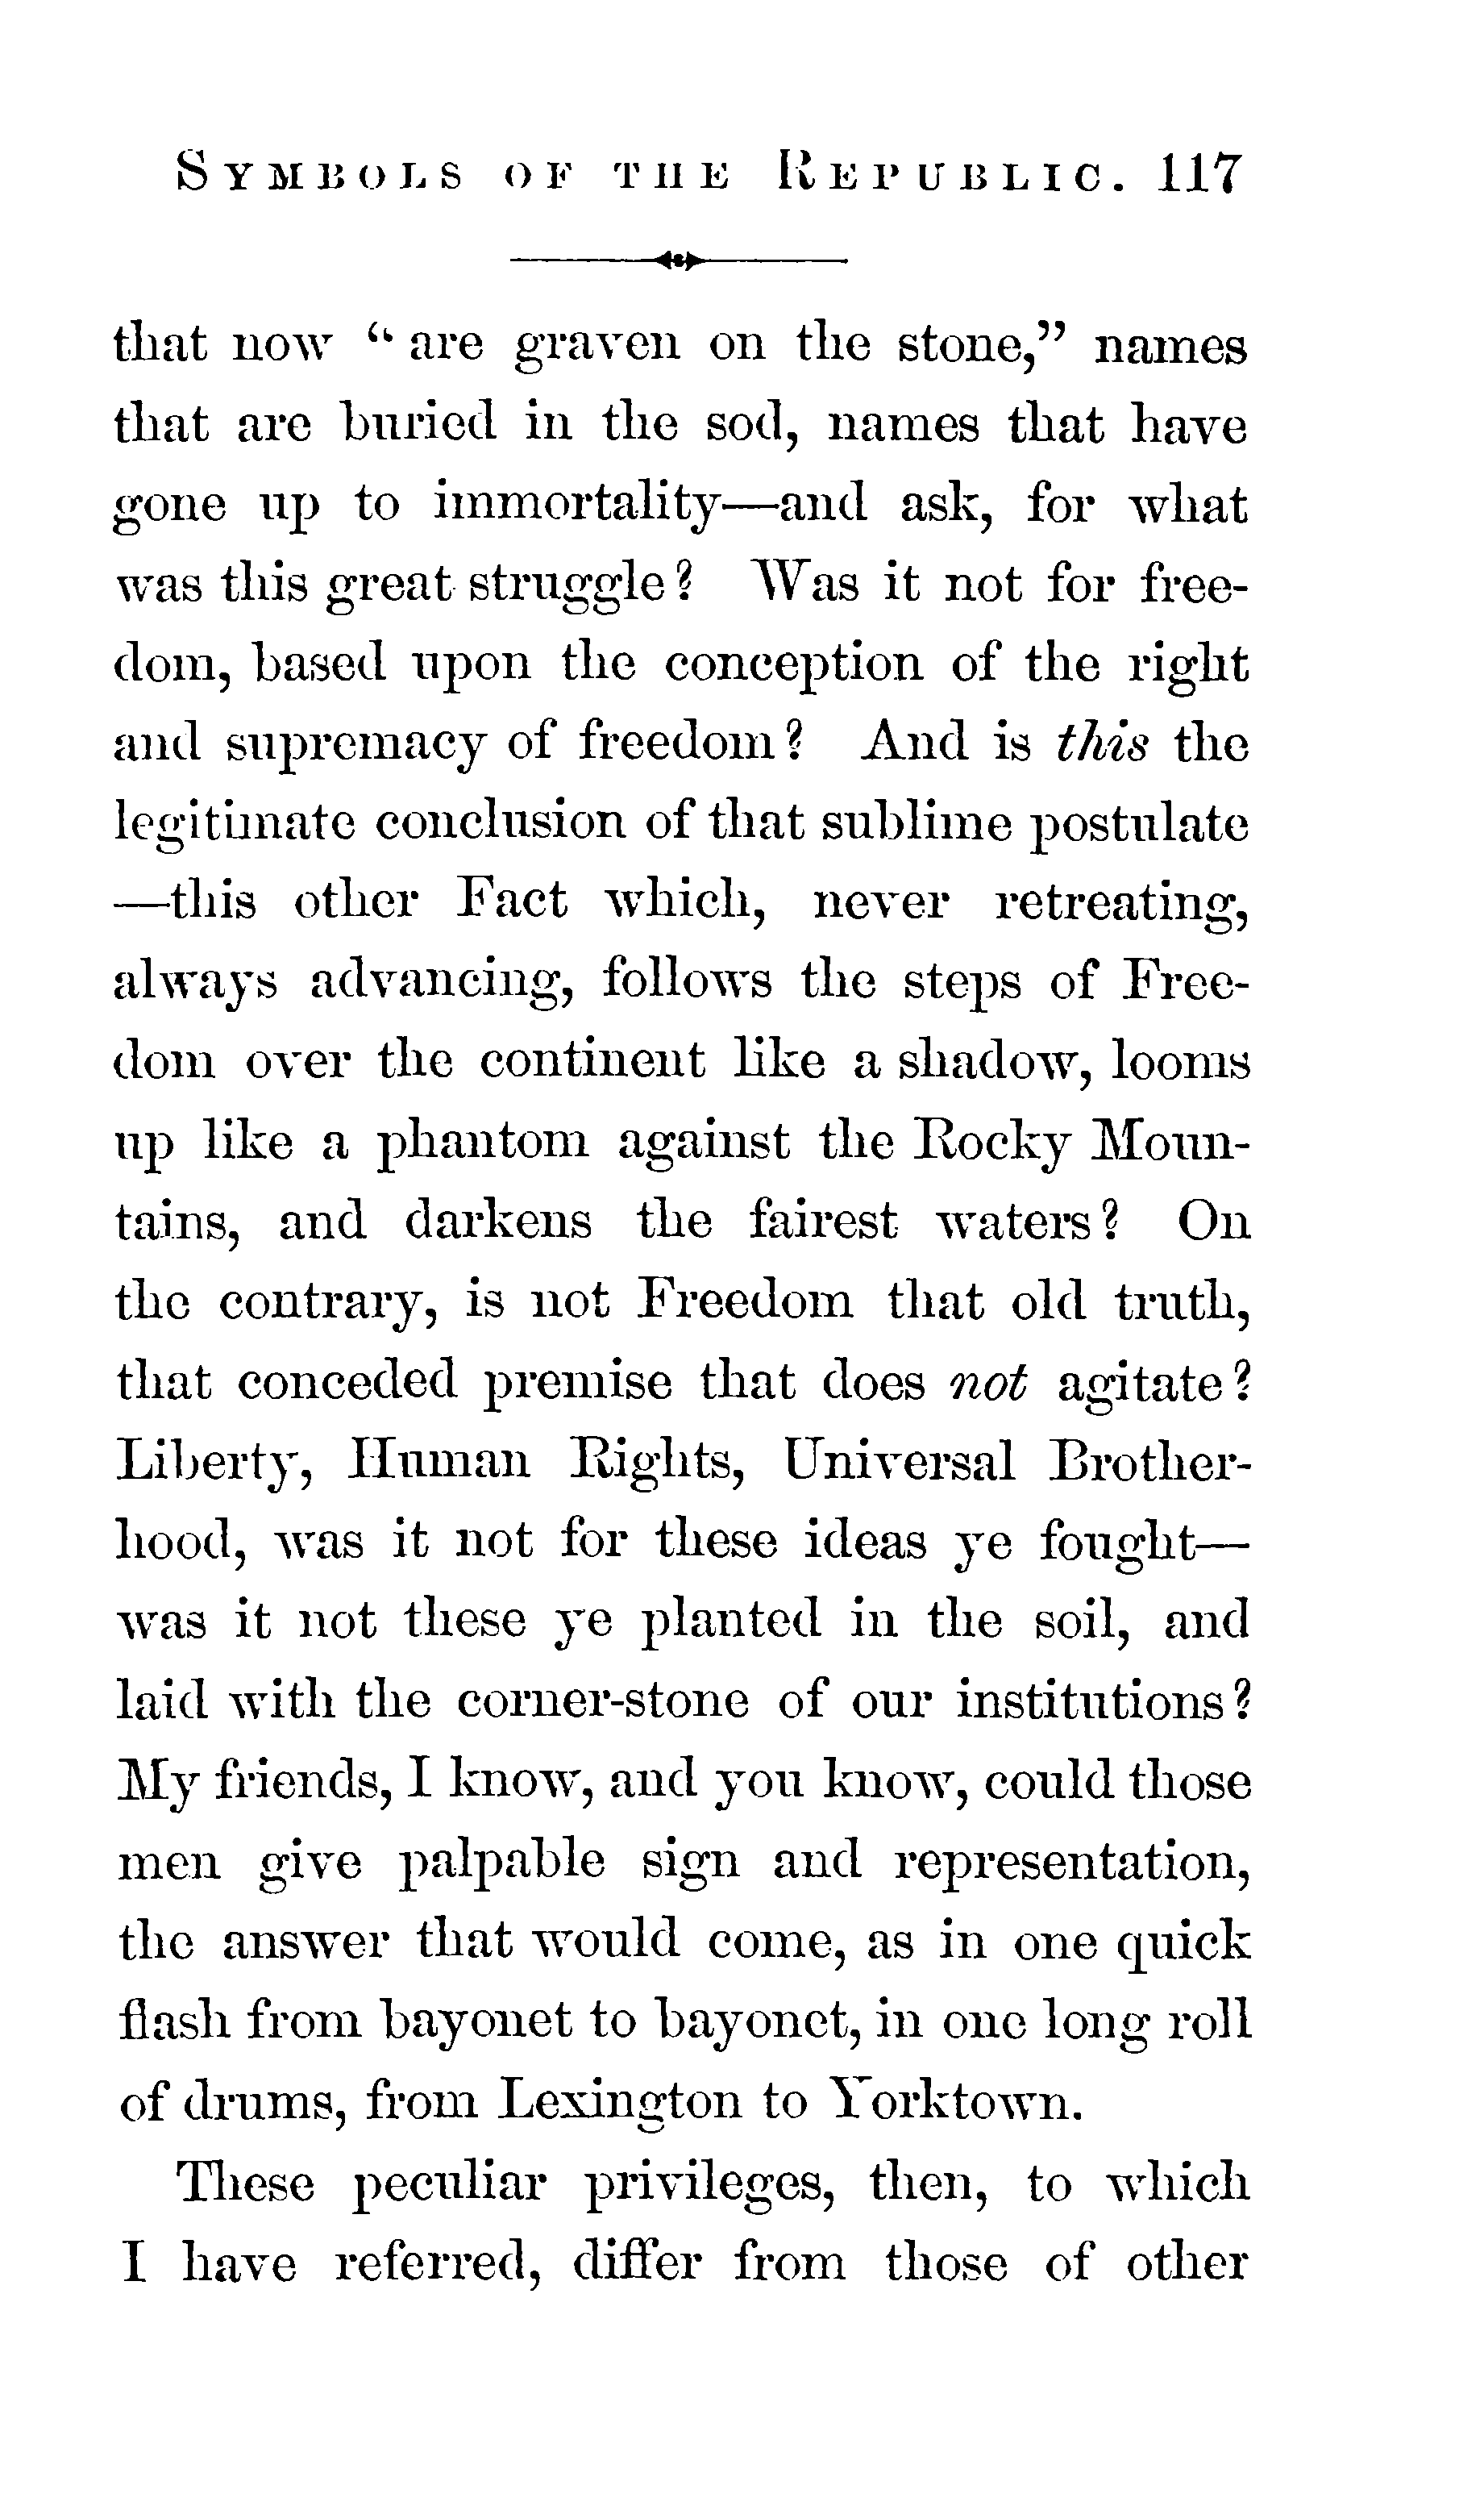 SYMBOLS OF THE REPUBLIC. 117
that now "are graven on the stone," names
that are buried in the sod, names that have
gone up to immortality—and ask, for what
was this great struggle? Was it not for free-
dom, based upon the conception of the right
and supremacy of freedom? And is this the
legitimate conclusion of that sublime postulate
—this other Fact which, never retreating,
always advancing, follows the steps of Free-
dom over the continent like a shadow, looms
up like a phantom against the Rocky Moun-
tains, and darkens the fairest waters? On
the contrary, is not Freedom that old truth,
that conceded premise that does not agitate?
Liberty, Human Rights, Universal Brother-
hood, was it not for these ideas ye fought—
was it not these ye planted in the soil, and
laid with the corner-stone of our institutions?
My friends, I know, and you know, could those
men give palpable sign and representation,
the answer that would come, as in one quick
flash from bayonet to bayonet, in one long roll
of drums, from Lexington to Yorktown.
These peculiar privileges, then, to which
I have referred, differ from those of other